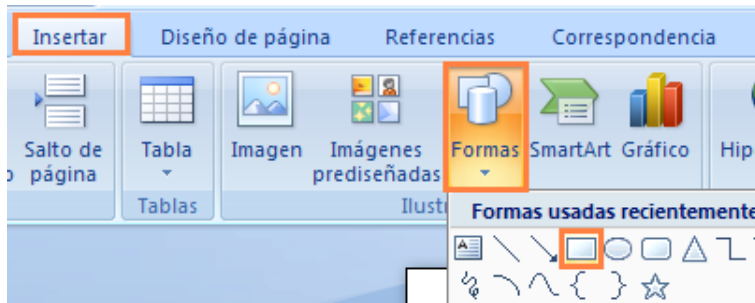 Insertar Diseño de página Referencias Correspondencia
Salto de página
Tabla
Imagen
Imágenes prediseñadas
Formas
SmartArt
Gráfico
Tablas
Formas usadas recientemente